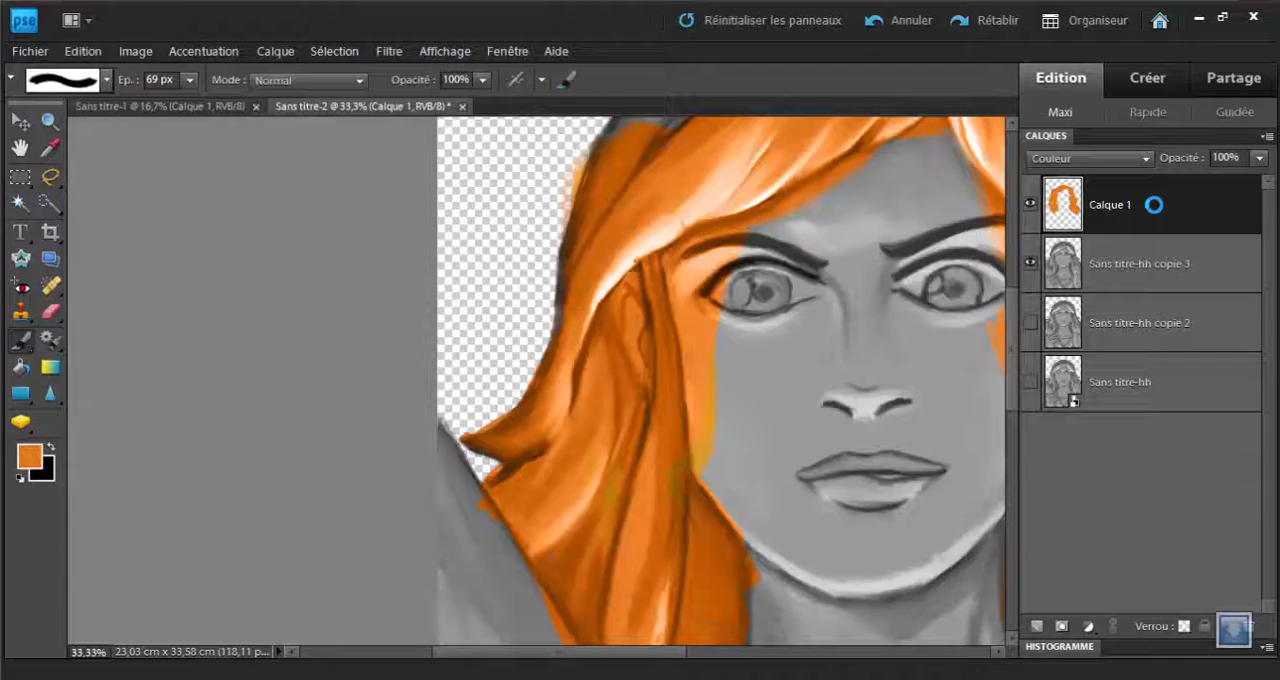 pse Réinitialiser les panneaux Annuler Rétablir Organiseur
Fichier Edition Image Accentuation Calque Sélection Filtre Affichage Fenêtre Aide
Ep.: 69 px Mode : Normal Opacité : 100%
Edition Créer Partage
Sans titre-1 @ 16,7% (Calque 1, RVB/8) Sans titre-2 @ 33,3% (Calque 1, RVB/8) *
Maxi Rapide Guidée
CALQUES
Couleur Opacité : 100%
Calque 1
Sans titre-hh copie 3
Sans titre-hh copie 2
Sans titre-hh
Verrou :
33,33% 23,03 cm x 33,58 cm (118,11 p...
HISTOGRAMME